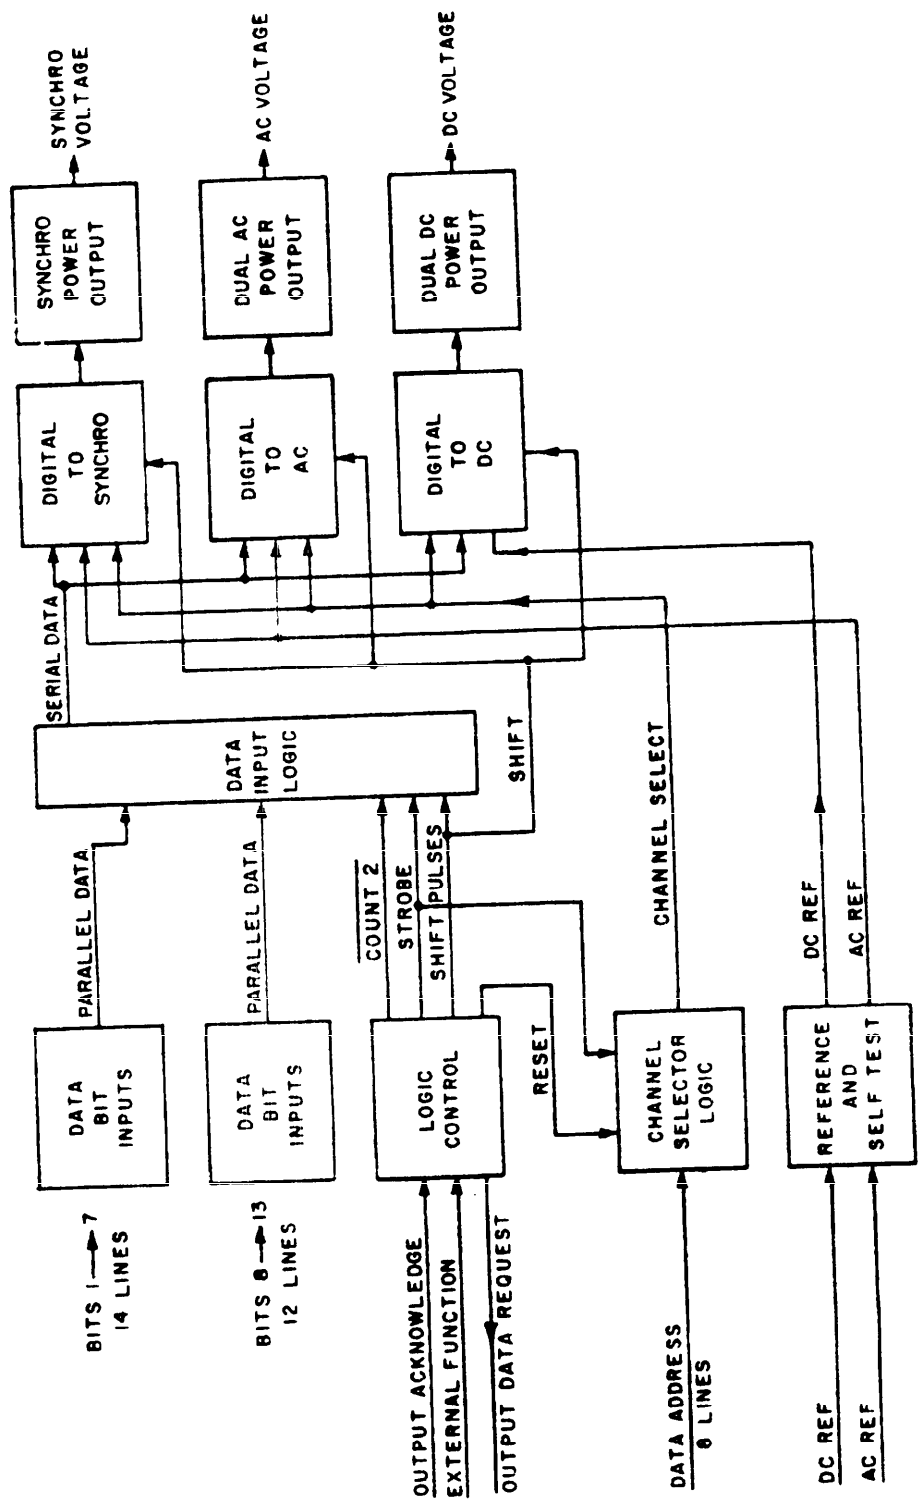 BITS 1→7
14 LINES
DATA
BIT
INPUTS
PARALLEL DATA
SERIAL DATA
DIGITAL
TO
SYNCHRO
SYNCHRO
POWER
OUTPUT
SYNCHRO
VOLTAGE
BITS 8→13
12 LINES
DATA
BIT
INPUTS
PARALLEL DATA
DATA
INPUT
LOGIC
DIGITAL
TO
AC
DUAL AC
POWER
OUTPUT
AC VOLTAGE
OUTPUT ACKNOWLEDGE
EXTERNAL FUNCTION
OUTPUT DATA REQUEST
LOGIC
CONTROL
COUNT 2
STROBE
SHIFT PULSES
RESET
SHIFT
DIGITAL
TO
DC
DUAL DC
POWER
OUTPUT
DC VOLTAGE
DATA ADDRESS
8 LINES
CHANNEL
SELECTOR
LOGIC
CHANNEL SELECT
DC REF
AC REF
REFERENCE
AND
SELF TEST
DC REF
AC REF